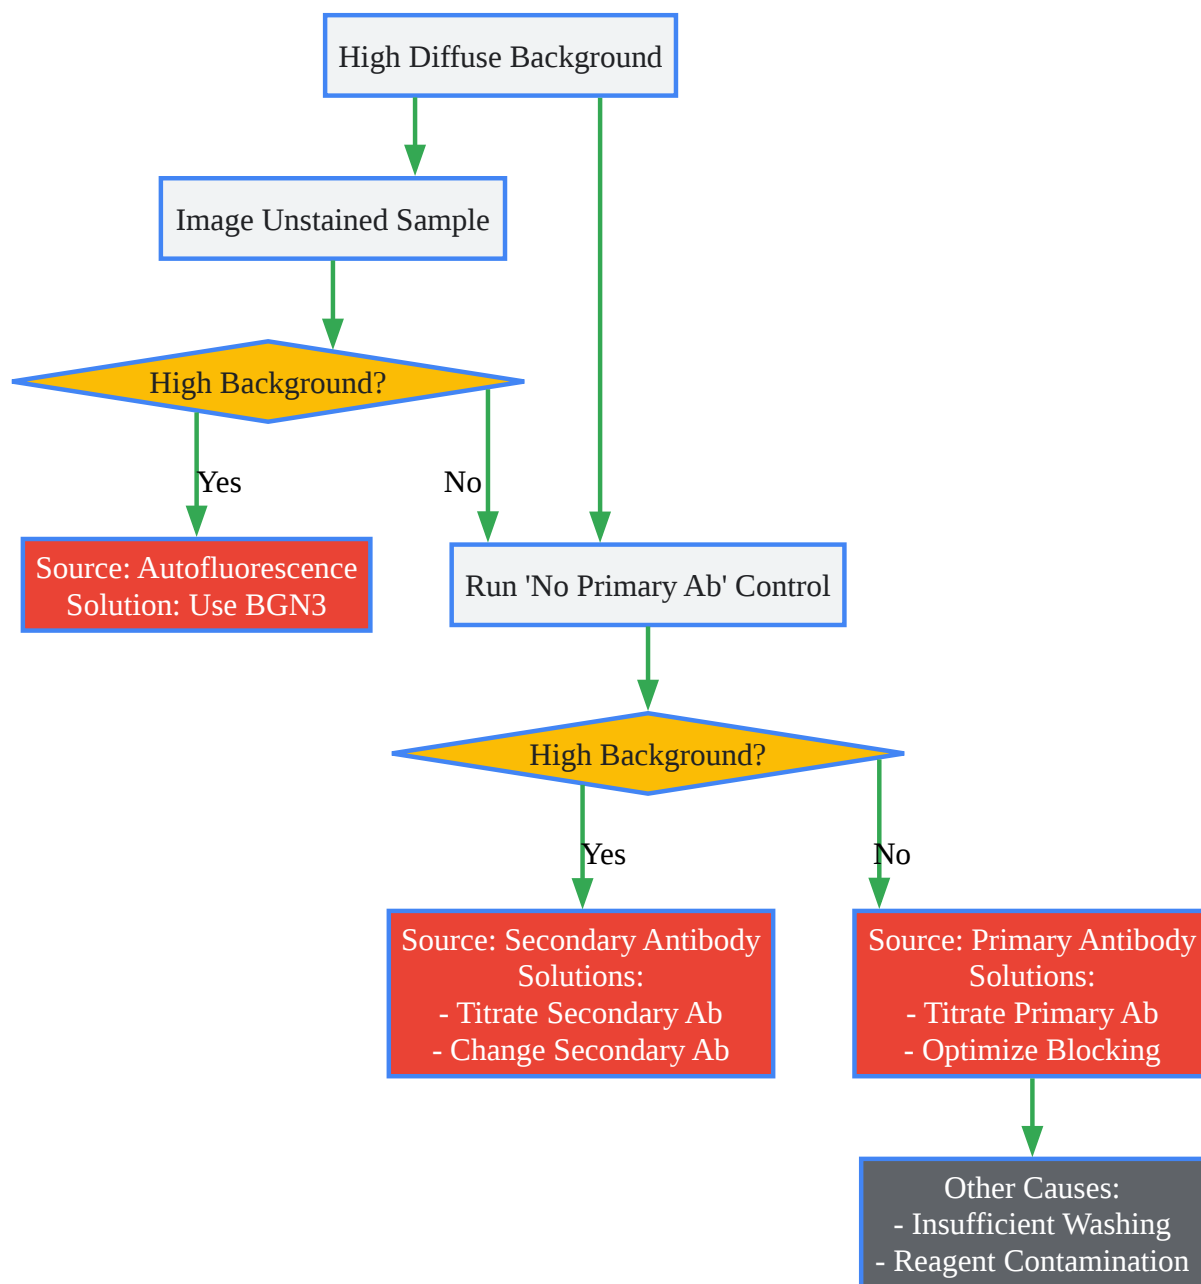 High Diffuse Background
Image Unstained Sample
High Background?
Yes
No
Source: Autofluorescence
Solution: Use BGN3
Run 'No Primary Ab' Control
High Background?
Yes
No
Source: Secondary Antibody
Solutions:
- Titrate Secondary Ab
- Change Secondary Ab
Source: Primary Antibody
Solutions:
- Titrate Primary Ab
- Optimize Blocking
Other Causes:
- Insufficient Washing
- Reagent Contamination